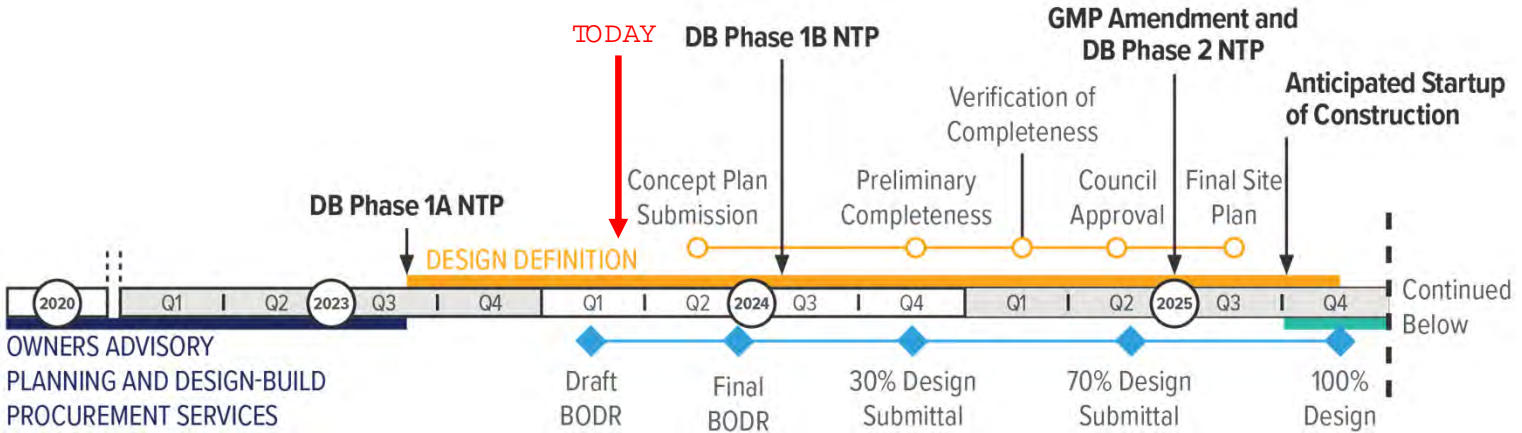 TODAY
DB Phase 1B NTP
GMP Amendment and
DB Phase 2 NTP
Anticipated Startup
of Construction
Verification of
Completeness
Concept Plan
Submission
Preliminary
Completeness
Council
Approval
Final Site
Plan
DB Phase 1A NTP
DESIGN DEFINITION
2020
Q1
Q2
2023
Q3
Q4
Q1
Q2
2024
Q3
Q4
Q1
Q2
2025
Q3
Q4
Continued
Below
OWNERS ADVISORY
PLANNING AND DESIGN-BUILD
PROCUREMENT SERVICES
Draft
BODR
Final
BODR
30% Design
Submittal
70% Design
Submittal
100%
Design